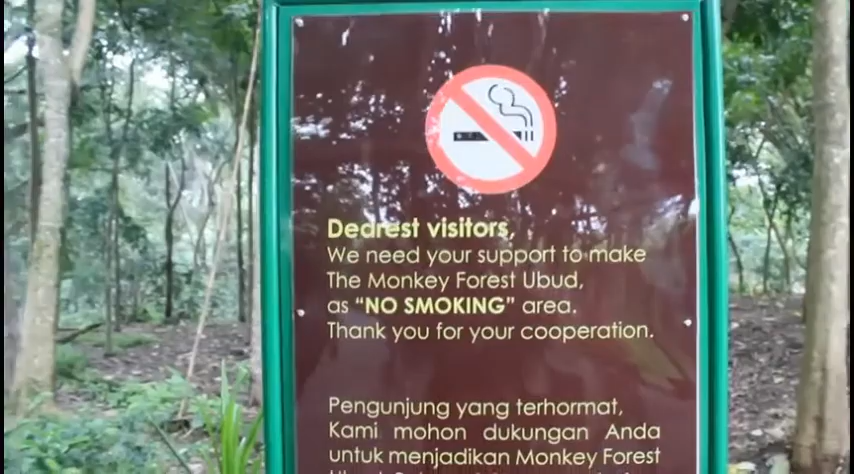 Dearest visitors,
We need your support to make
The Monkey Forest Ubud,
as “NO SMOKING” area.
Thank you for your cooperation.
Pengunjung yang terhormat,
Kami mohon dukungan Anda
untuk menjadikan Monkey Forest